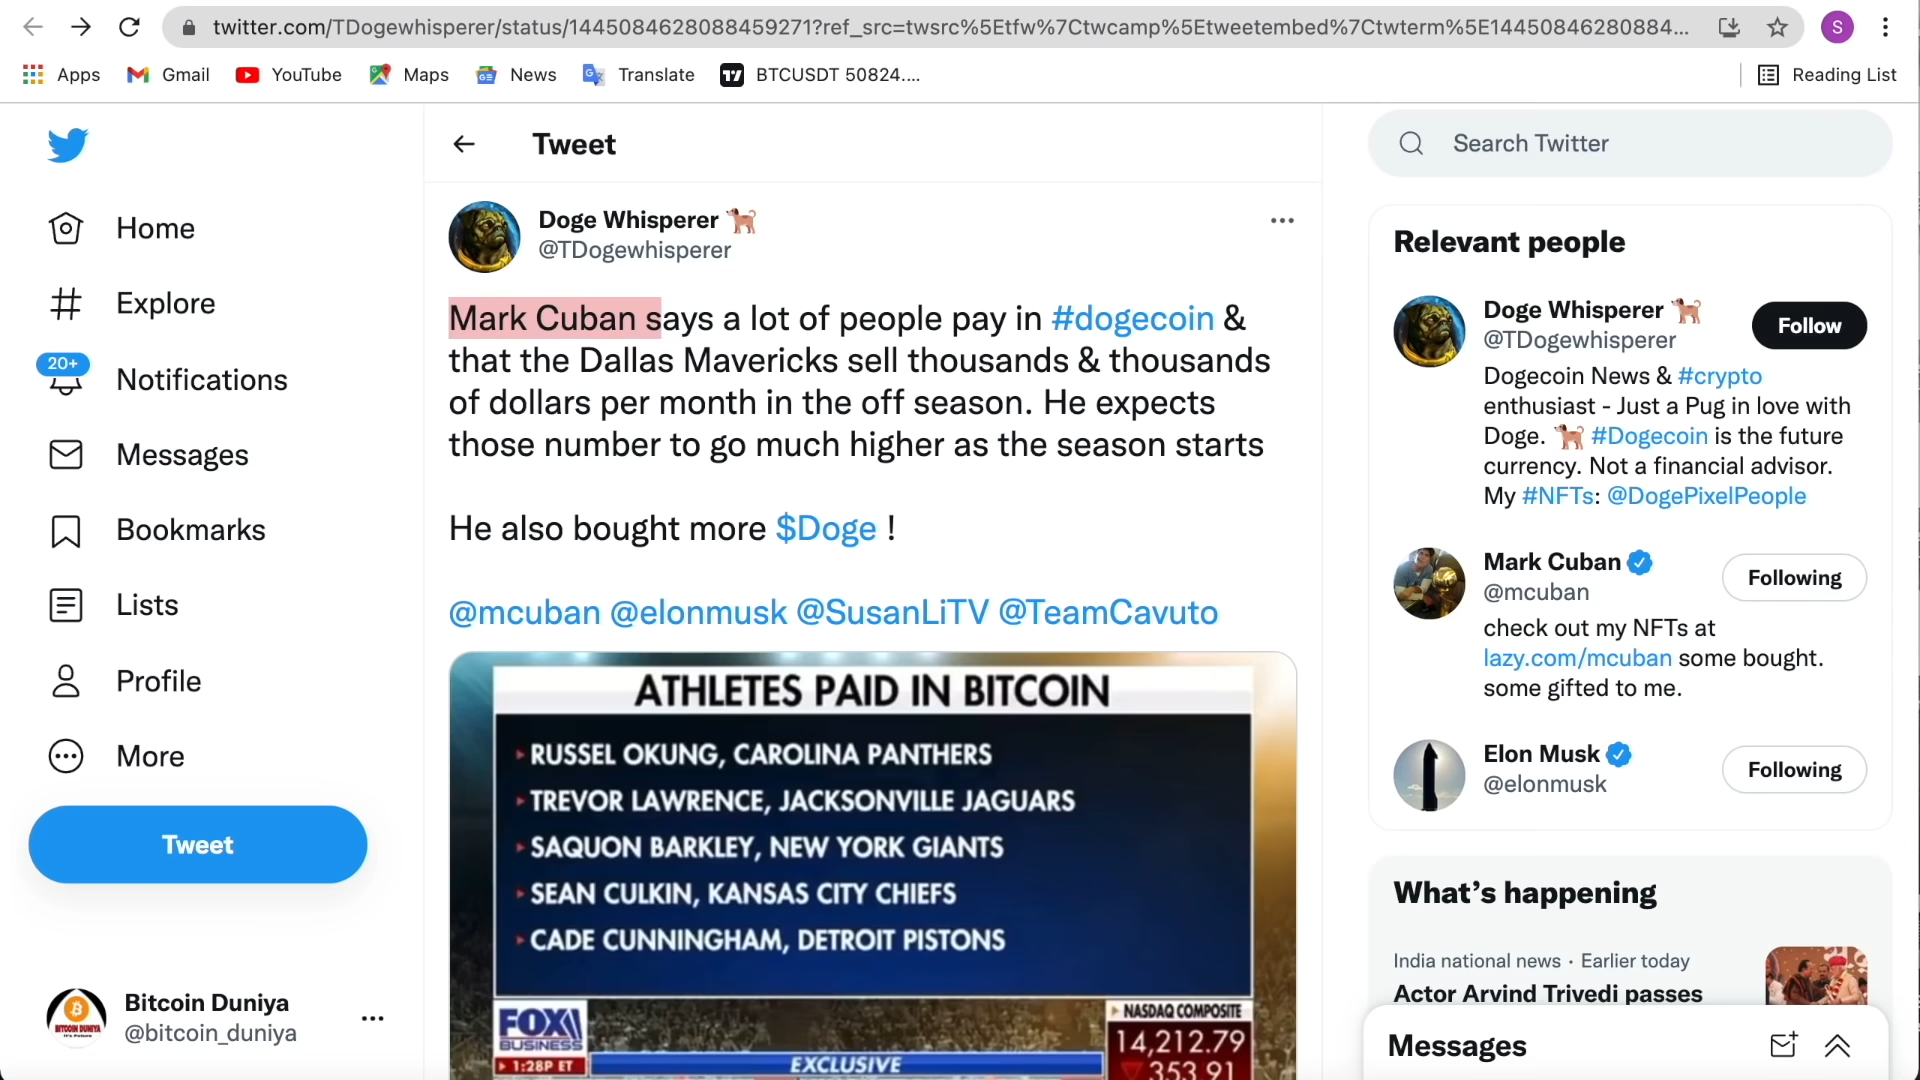 twitter.com/TDogewhisperer/status/1445084628088459271?ref_src=twsrc%5Etfw%7Ctwcamp%5Etweetembed%7Ctwterm%5E14450846280884...
S
Apps
Gmail
YouTube
Maps
News
Translate
BTCUSDT 50824....
Reading List
Home
Explore
20+
Notifications
Messages
Bookmarks
Lists
Profile
More
Tweet
Bitcoin Duniya
@bitcoin_duniya
Tweet
Doge Whisperer
@TDogewhisperer
Mark Cuban says a lot of people pay in #dogecoin &
that the Dallas Mavericks sell thousands & thousands
of dollars per month in the off season. He expects
those number to go much higher as the season starts
He also bought more $Doge !
@mcuban @elonmusk @SusanLiTV @TeamCavuto
ATHLETES PAID IN BITCOIN
RUSSEL OKUNG, CAROLINA PANTHERS
TREVOR LAWRENCE, JACKSONVILLE JAGUARS
SAQUON BARKLEY, NEW YORK GIANTS
SEAN CULKIN, KANSAS CITY CHIEFS
CADE CUNNINGHAM, DETROIT PISTONS
FOX
BUSINESS
1:28P ET
EXCLUSIVE
NASDAQ COMPOSITE
14,212.79
353.91
Search Twitter
Relevant people
Doge Whisperer
@TDogewhisperer
Follow
Dogecoin News & #crypto
enthusiast - Just a Pug in love with
Doge. #Dogecoin is the future
currency. Not a financial advisor.
My #NFTs: @DogePixelPeople
Mark Cuban
@mcuban
Following
check out my NFTs at
lazy.com/mcuban some bought.
some gifted to me.
Elon Musk
@elonmusk
Following
What's happening
India national news · Earlier today
Actor Arvind Trivedi passes
Messages